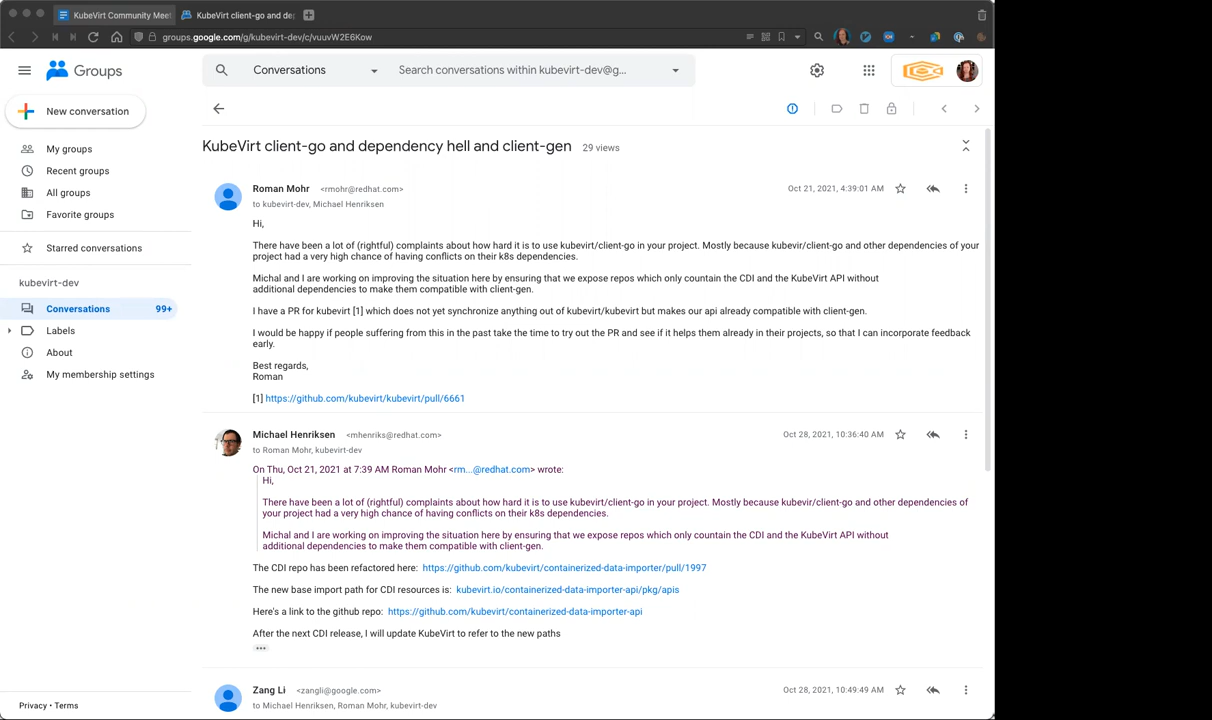 KubeVirt Community Meet
KubeVirt client-go and de
groups.google.com/g/kubevirt-dev/c/vuuvW2E6Kow
Groups
Conversations
Search conversations within kubevirt-dev@g...
New conversation
My groups
Recent groups
All groups
Favorite groups
Starred conversations
kubevirt-dev
Conversations 99+
Labels
About
My membership settings
Privacy • Terms
KubeVirt client-go and dependency hell and client-gen 29 views
Roman Mohr <rmohr@redhat.com> Oct 21, 2021, 4:39:01 AM
to kubevirt-dev, Michael Henriksen
Hi,
There have been a lot of (rightful) complaints about how hard it is to use kubevirt/client-go in your project. Mostly because kubevir/client-go and other dependencies of your
project had a very high chance of having conflicts on their k8s dependencies.
Michal and I are working on improving the situation here by ensuring that we expose repos which only countain the CDI and the KubeVirt API without
additional dependencies to make them compatible with client-gen.
I have a PR for kubevirt [1] which does not yet synchronize anything out of kubevirt/kubevirt but makes our api already compatible with client-gen.
I would be happy if people suffering from this in the past take the time to try out the PR and see if it helps them already in their projects, so that I can incorporate feedback
early.
Best regards,
Roman
[1] https://github.com/kubevirt/kubevirt/pull/6661
Michael Henriksen <mhenriks@redhat.com> Oct 28, 2021, 10:36:40 AM
to Roman Mohr, kubevirt-dev
On Thu, Oct 21, 2021 at 7:39 AM Roman Mohr <rm...@redhat.com> wrote:
Hi,
There have been a lot of (rightful) complaints about how hard it is to use kubevirt/client-go in your project. Mostly because kubevir/client-go and other dependencies of
your project had a very high chance of having conflicts on their k8s dependencies.
Michal and I are working on improving the situation here by ensuring that we expose repos which only countain the CDI and the KubeVirt API without
additional dependencies to make them compatible with client-gen.
The CDI repo has been refactored here: https://github.com/kubevirt/containerized-data-importer/pull/1997
The new base import path for CDI resources is: kubevirt.io/containerized-data-importer-api/pkg/apis
Here's a link to the github repo: https://github.com/kubevirt/containerized-data-importer-api
After the next CDI release, I will update KubeVirt to refer to the new paths
Zang Li <zangli@google.com> Oct 28, 2021, 10:49:49 AM
to Michael Henriksen, Roman Mohr, kubevirt-dev